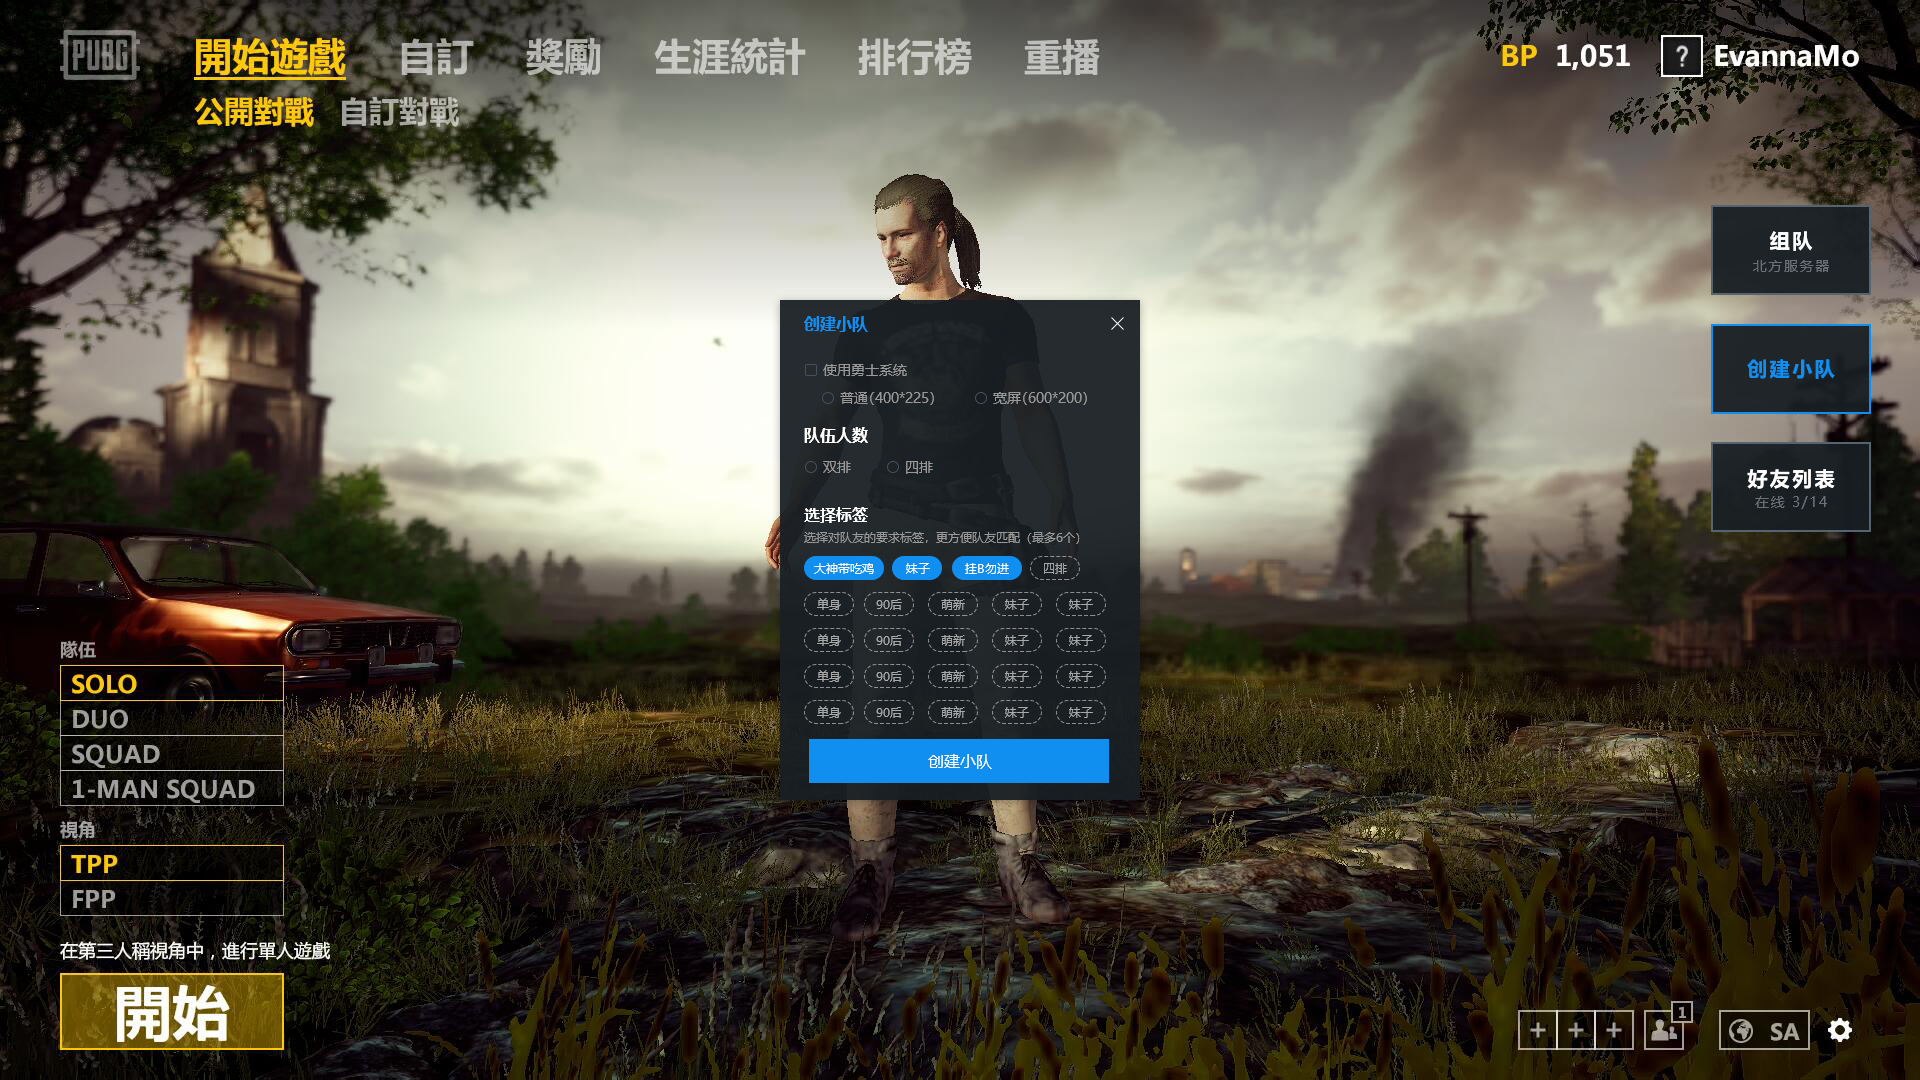 PUBG 開始遊戲 自訂 獎勵 生涯統計 排行榜 重播 BP 1,051 ? EvannaMo
公開對戰 自訂對戰
组队
北方服务器
创建小队
好友列表
在线 3/14
创建小队
使用勇士系统
普通(400*225) 宽屏(600*200)
队伍人数
双排 四排
选择标签
选择对队友的要求标签，更方便队友匹配（最多6个）
大神带吃鸡 妹子 挂B勿进 四排
单身 90后 萌新 妹子 妹子
单身 90后 萌新 妹子 妹子
单身 90后 萌新 妹子 妹子
单身 90后 萌新 妹子 妹子
创建小队
隊伍
SOLO
DUO
SQUAD
1-MAN SQUAD
視角
TPP
FPP
在第三人稱視角中，進行單人遊戲
開始
+ + + 1 SA